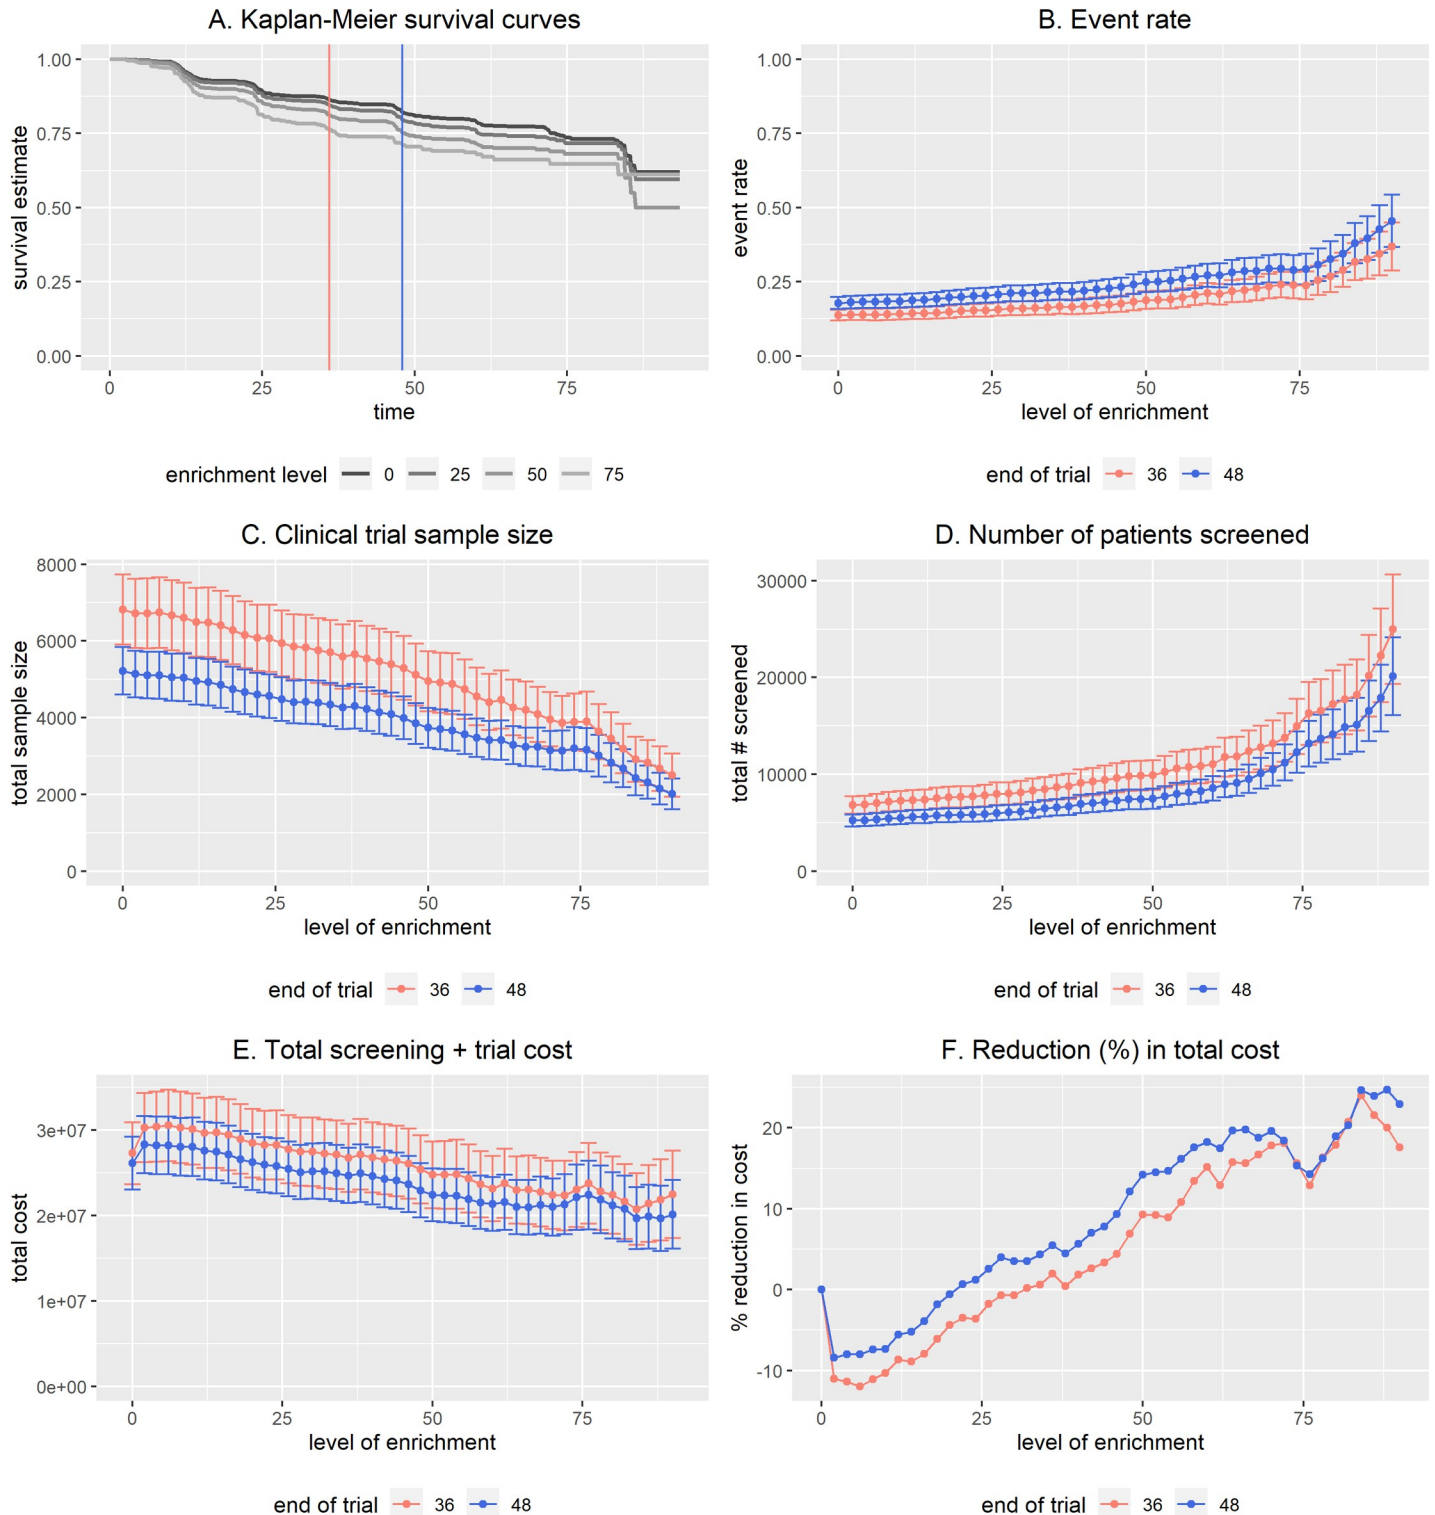 A. Kaplan-Meier survival curves
survival estimate
1.00
0.75
0.50
0.25
0.00
0 25 50 75
time
enrichment level 0 25 50 75
B. Event rate
event rate
1.00
0.75
0.50
0.25
0.00
0 25 50 75
level of enrichment
end of trial 36 48
C. Clinical trial sample size
total sample size
8000
6000
4000
2000
0
0 25 50 75
level of enrichment
end of trial 36 48
D. Number of patients screened
total # screened
30000
20000
10000
0
0 25 50 75
level of enrichment
end of trial 36 48
E. Total screening + trial cost
total cost
3e+07
2e+07
1e+07
0e+00
0 25 50 75
level of enrichment
end of trial 36 48
F. Reduction (%) in total cost
% reduction in cost
20
10
0
-10
0 25 50 75
level of enrichment
end of trial 36 48